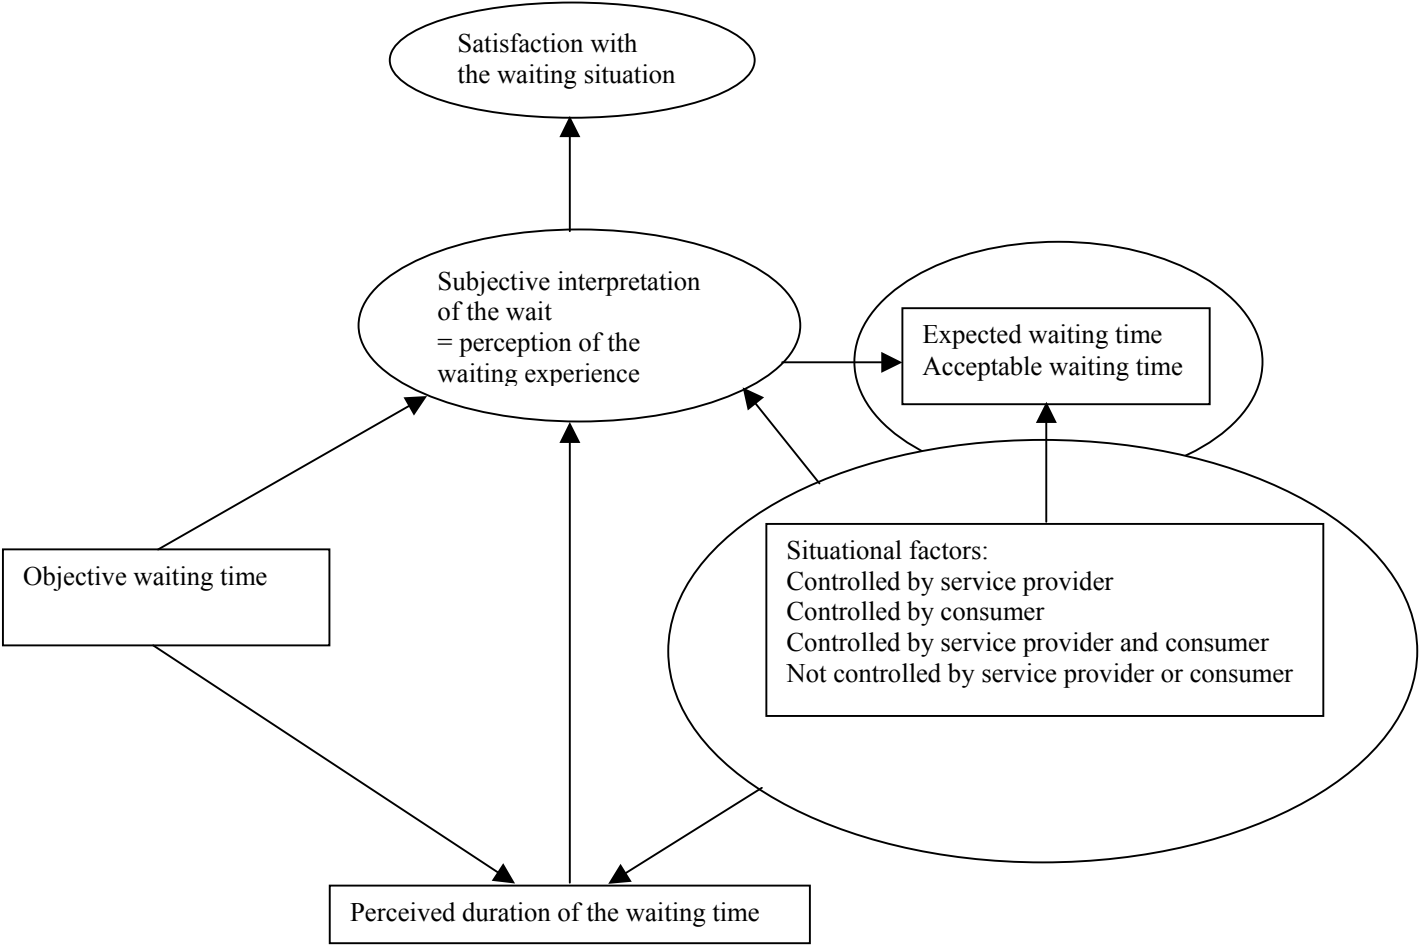 Satisfaction with
the waiting situation
Subjective interpretation
of the wait
= perception of the
waiting experience
Expected waiting time
Acceptable waiting time
Objective waiting time
Situational factors:
Controlled by service provider
Controlled by consumer
Controlled by service provider and consumer
Not controlled by service provider or consumer
Perceived duration of the waiting time